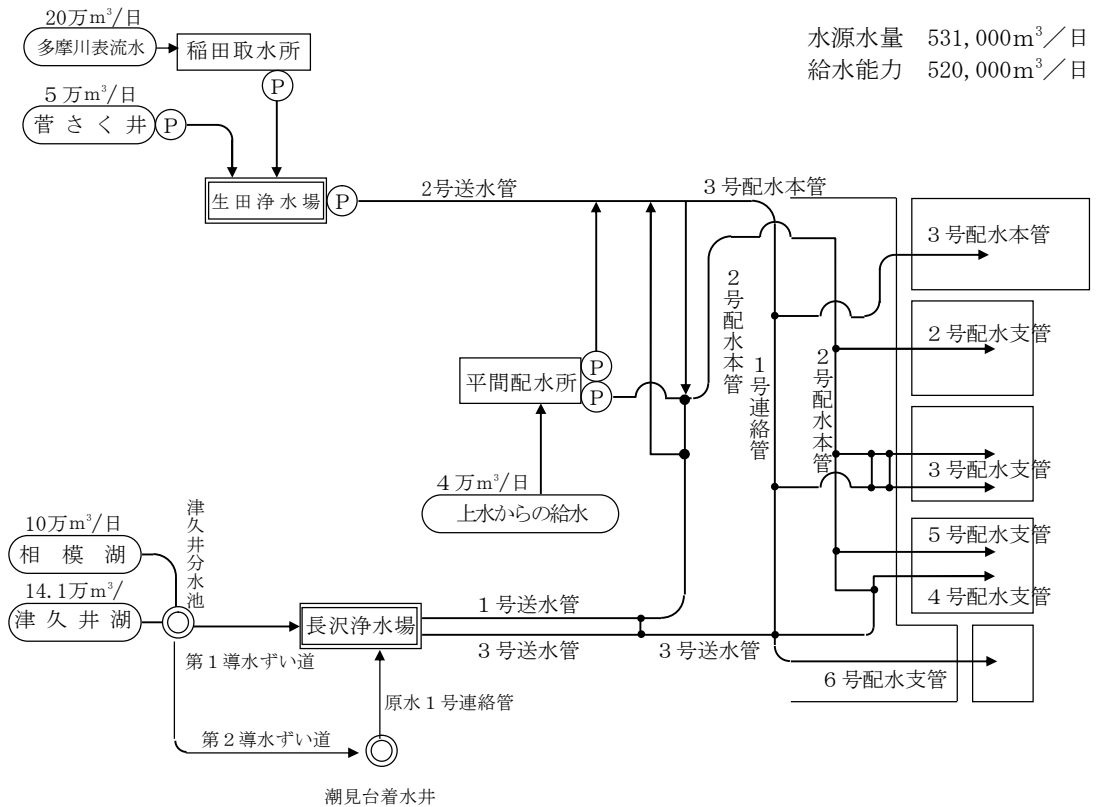 20万m³/日
多摩川表流水
稲田取水所
P
水源水量 531,000m³／日
給水能力 520,000m³／日
5万m³/日
菅さく井
P
生田浄水場
P
2号送水管
3号配水本管
3号配水本管
2号配水本管
1号連絡管
2号配水本管
2号配水支管
平間配水所
P
P
4万m³/日
上水からの給水
3号配水支管
5号配水支管
4号配水支管
6号配水支管
10万m³/日
相模湖
14.1万m³/
津久井湖
津久井分水池
長沢浄水場
1号送水管
3号送水管
3号送水管
第1導水ずい道
原水1号連絡管
第2導水ずい道
潮見台着水井